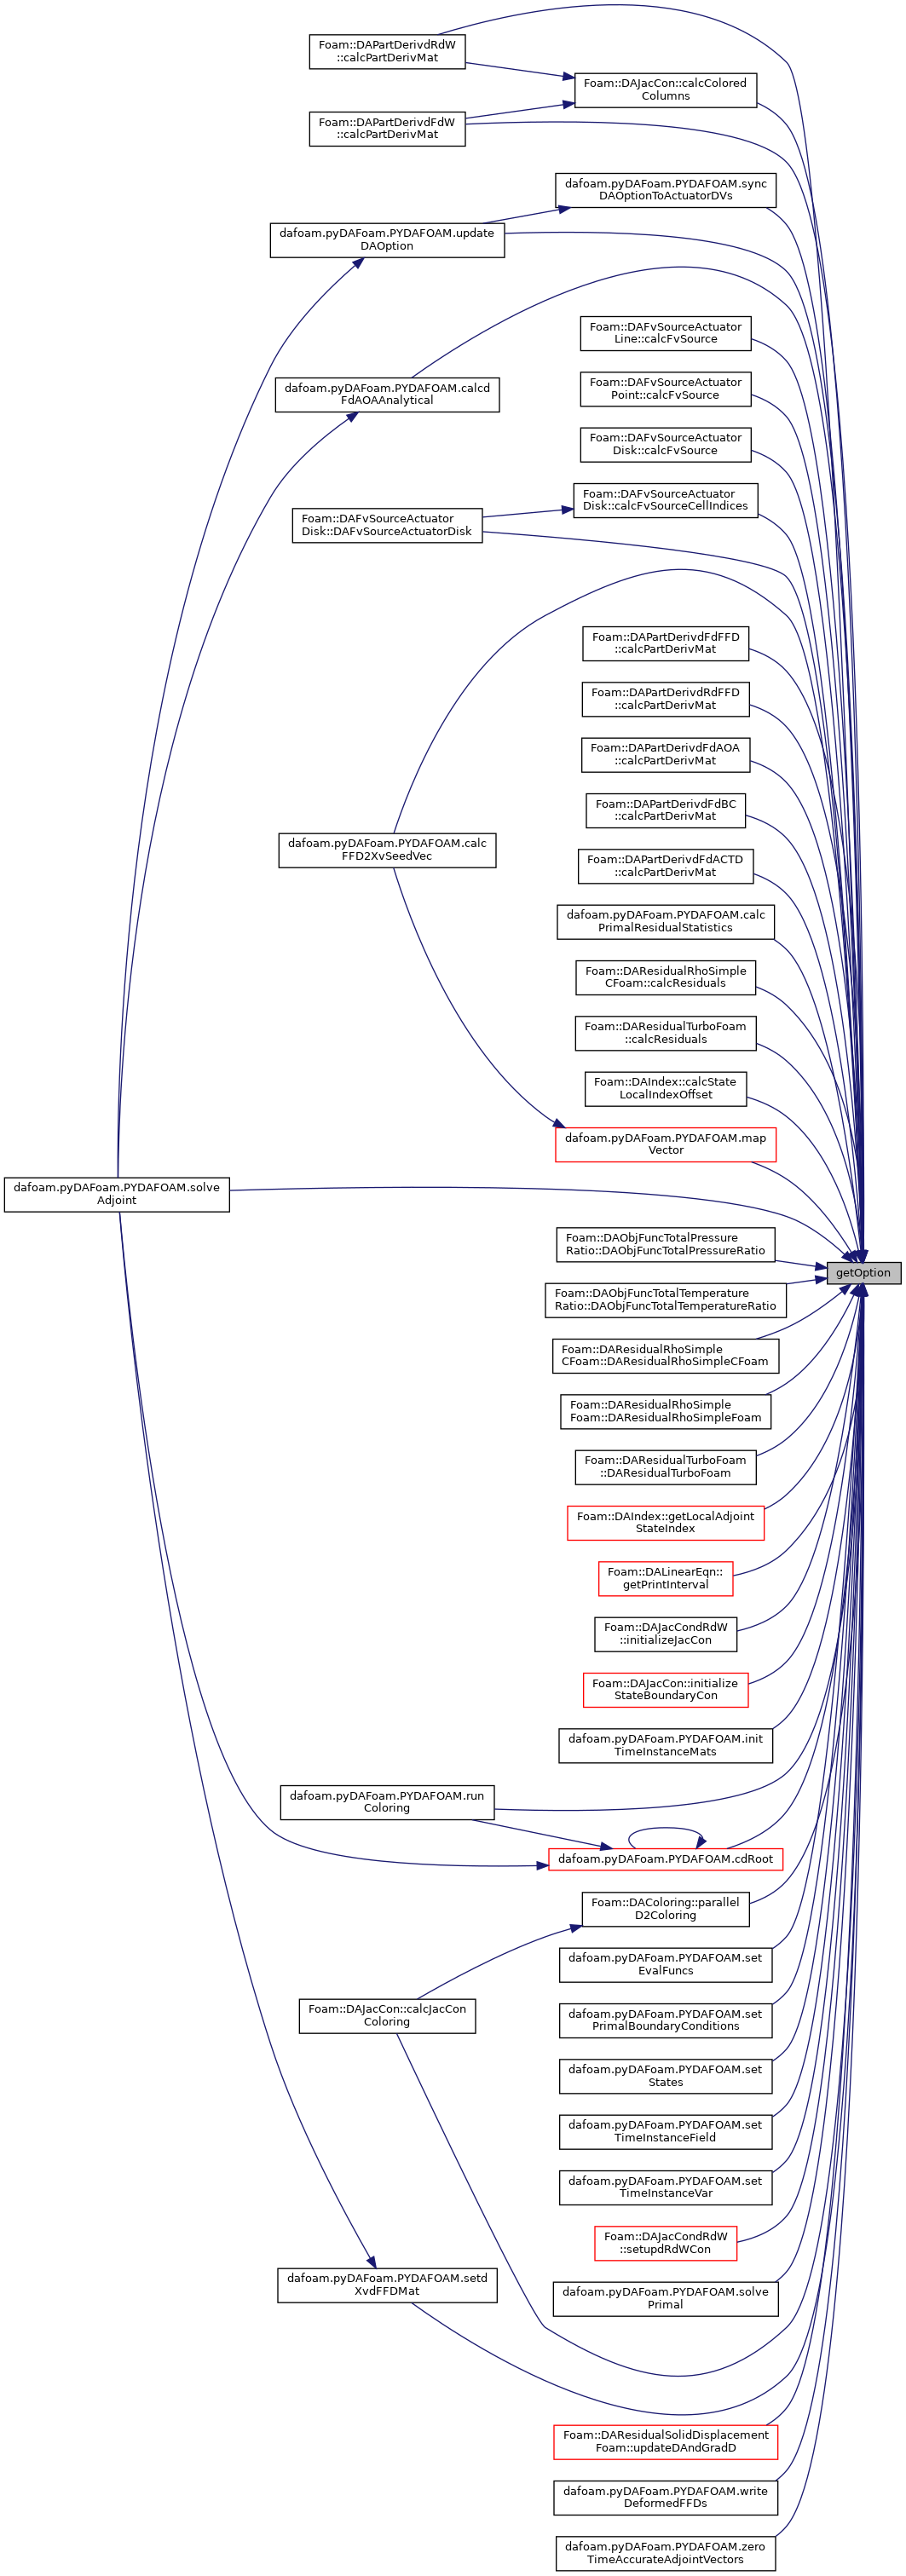 Foam::DAPartDerivdRdW
::calcPartDerivMat
Foam::DAJacCon::calcColored
Columns
Foam::DAPartDerivdFdW
::calcPartDerivMat
dafoam.pyDAFoam.PYDAFOAM.sync
DAOptionToActuatorDVs
dafoam.pyDAFoam.PYDAFOAM.update
DAOption
Foam::DAFvSourceActuator
Line::calcFvSource
dafoam.pyDAFoam.PYDAFOAM.calcd
FdAOAAnalytical
Foam::DAFvSourceActuator
Point::calcFvSource
Foam::DAFvSourceActuator
Disk::calcFvSource
Foam::DAFvSourceActuator
Disk::calcFvSourceCellIndices
Foam::DAFvSourceActuator
Disk::DAFvSourceActuatorDisk
Foam::DAPartDerivdFdFFD
::calcPartDerivMat
Foam::DAPartDerivdRdFFD
::calcPartDerivMat
Foam::DAPartDerivdFdAOA
::calcPartDerivMat
Foam::DAPartDerivdFdBC
::calcPartDerivMat
dafoam.pyDAFoam.PYDAFOAM.calc
FFD2XvSeedVec
Foam::DAPartDerivdFdACTD
::calcPartDerivMat
dafoam.pyDAFoam.PYDAFOAM.calc
PrimalResidualStatistics
Foam::DAResidualRhoSimple
CFoam::calcResiduals
Foam::DAResidualTurboFoam
::calcResiduals
Foam::DAIndex::calcState
LocalIndexOffset
dafoam.pyDAFoam.PYDAFOAM.map
Vector
dafoam.pyDAFoam.PYDAFOAM.solve
Adjoint
Foam::DAObjFuncTotalPressure
Ratio::DAObjFuncTotalPressureRatio
getOption
Foam::DAObjFuncTotalTemperature
Ratio::DAObjFuncTotalTemperatureRatio
Foam::DAResidualRhoSimple
CFoam::DAResidualRhoSimpleCFoam
Foam::DAResidualRhoSimple
Foam::DAResidualRhoSimpleFoam
Foam::DAResidualTurboFoam
::DAResidualTurboFoam
Foam::DAIndex::getLocalAdjoint
StateIndex
Foam::DALinearEqn::
getPrintInterval
Foam::DAJacCondRdW
::initializeJacCon
Foam::DAJacCon::initialize
StateBoundaryCon
dafoam.pyDAFoam.PYDAFOAM.init
TimeInstanceMats
dafoam.pyDAFoam.PYDAFOAM.run
Coloring
dafoam.pyDAFoam.PYDAFOAM.cdRoot
Foam::DAColoring::parallel
D2Coloring
dafoam.pyDAFoam.PYDAFOAM.set
EvalFuncs
Foam::DAJacCon::calcJacCon
Coloring
dafoam.pyDAFoam.PYDAFOAM.set
PrimalBoundaryConditions
dafoam.pyDAFoam.PYDAFOAM.set
States
dafoam.pyDAFoam.PYDAFOAM.set
TimeInstanceField
dafoam.pyDAFoam.PYDAFOAM.set
TimeInstanceVar
Foam::DAJacCondRdW
::setupdRdWCon
dafoam.pyDAFoam.PYDAFOAM.setd
XvdFFDMat
dafoam.pyDAFoam.PYDAFOAM.solve
Primal
Foam::DAResidualSolidDisplacement
Foam::updateDAndGradD
dafoam.pyDAFoam.PYDAFOAM.write
DeformedFFDs
dafoam.pyDAFoam.PYDAFOAM.zero
TimeAccurateAdjointVectors